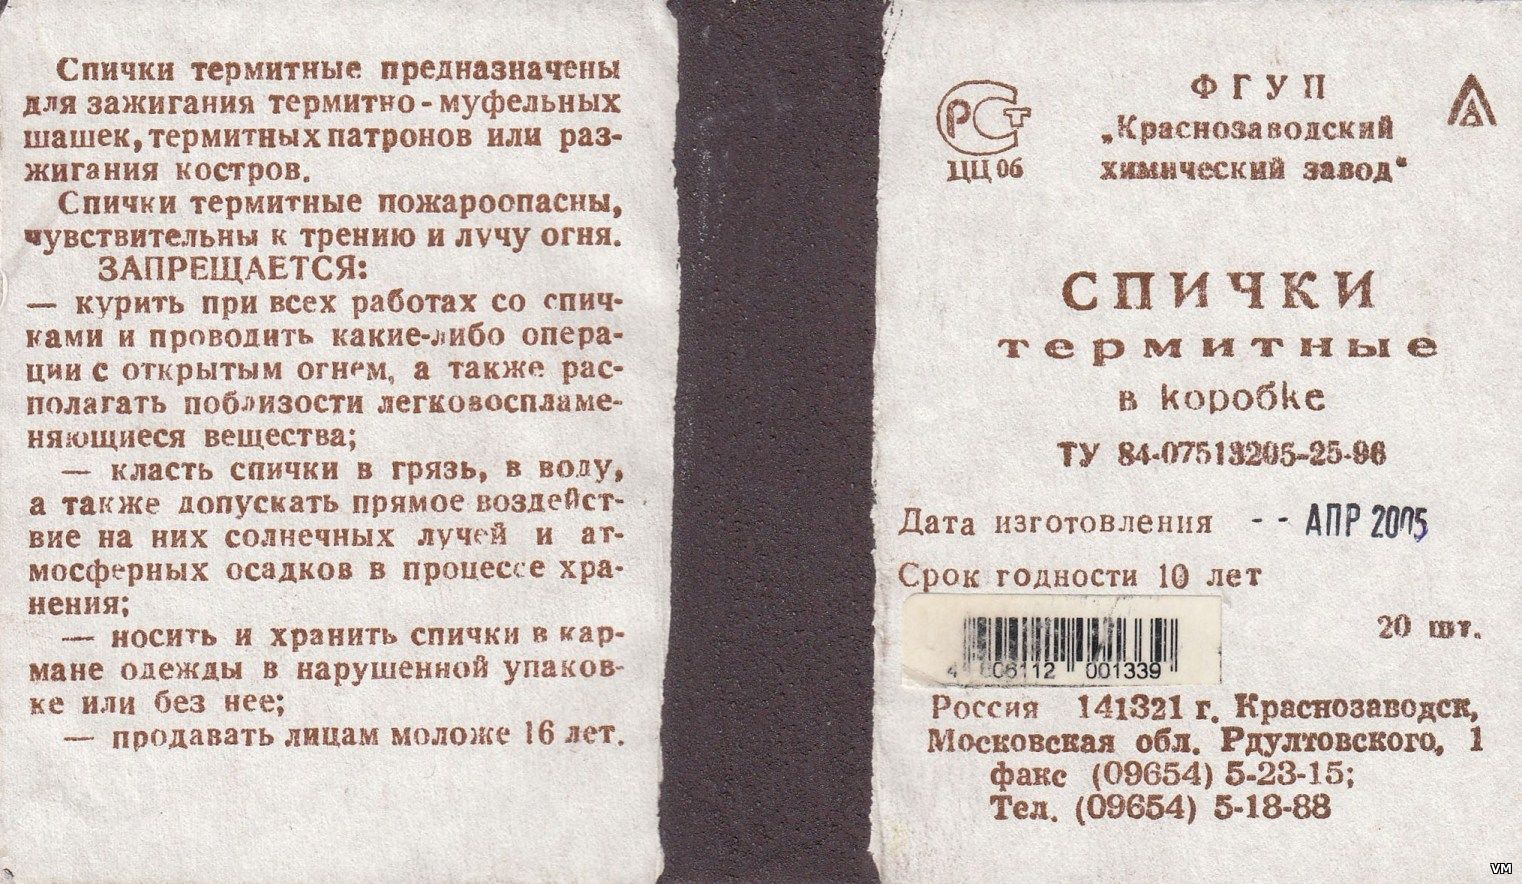 Спички термитные предназначены
для зажигания термитно-муфельных
шашек, термитных патронов или раз-
жигания костров.
Спички термитные пожароопасны,
чувствительны к трению и лучу огня.
ЗАПРЕЩАЕТСЯ:
— курить при всех работах со спич-
ками и проводить какие-либо опера-
ции с открытым огнем, а также рас-
полагать поблизости легковоспламе-
няющиеся вещества;
— класть спички в грязь, в воду,
а также допускать прямое воздейст-
вие на них солнечных лучей и ат-
мосферных осадков в процессе хра-
нения;
— носить и хранить спички в кар-
мане одежды в нарушенной упаков-
ке или без нее;
— продавать лицам моложе 16 лет.
РСТ
ЦЦ 06
ФГУП
„Краснозаводский
химический завод"
СПИЧКИ
термитные
в коробке
ТУ 84-07513205-25-96
Дата изготовления -- АПР 2005
Срок годности 10 лет
20 шт.
4 606112 001339
Россия 141321 г. Краснозаводск,
Московская обл. Рдултовского, 1
факс (09654) 5-23-15;
Тел. (09654) 5-18-88
VM